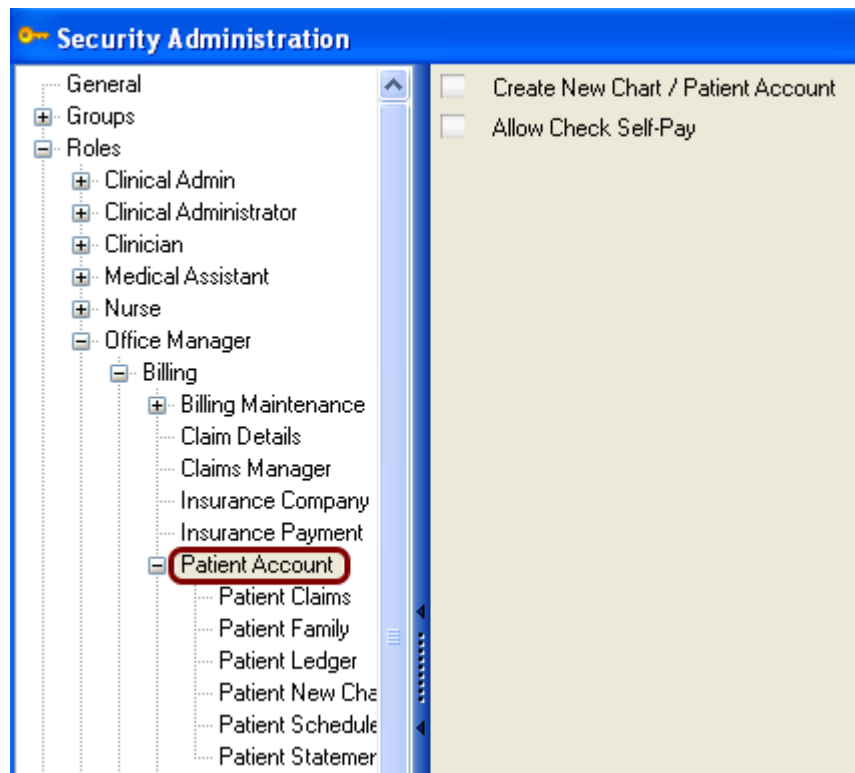 Security Administration
General
Groups
Roles
Clinical Admin
Clinical Administrator
Clinician
Medical Assistant
Nurse
Office Manager
Billing
Billing Maintenance
Claim Details
Claims Manager
Insurance Company
Insurance Payment
Patient Account
Patient Claims
Patient Family
Patient Ledger
Patient New Cha
Patient Schedule
Patient Statemer
Create New Chart / Patient Account
Allow Check Self-Pay